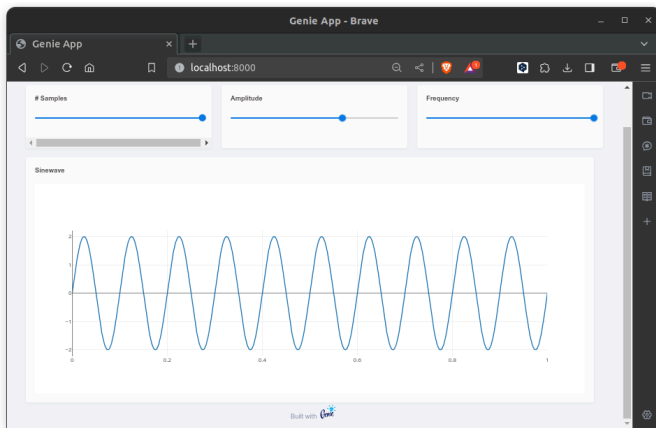 Genie App - Brave
Genie App
localhost:8000
# Samples
Amplitude
Frequency
Sinewave
2
1
0
−1
−2
0
0.2
0.4
0.6
0.8
1
Built with Genie